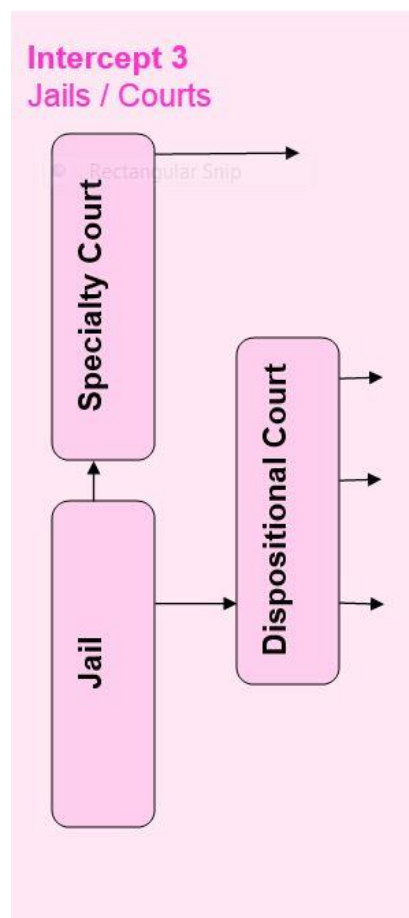 Intercept 3
Jails / Courts
Rectangular Snip
Specialty Court
Dispositional Court
Jail